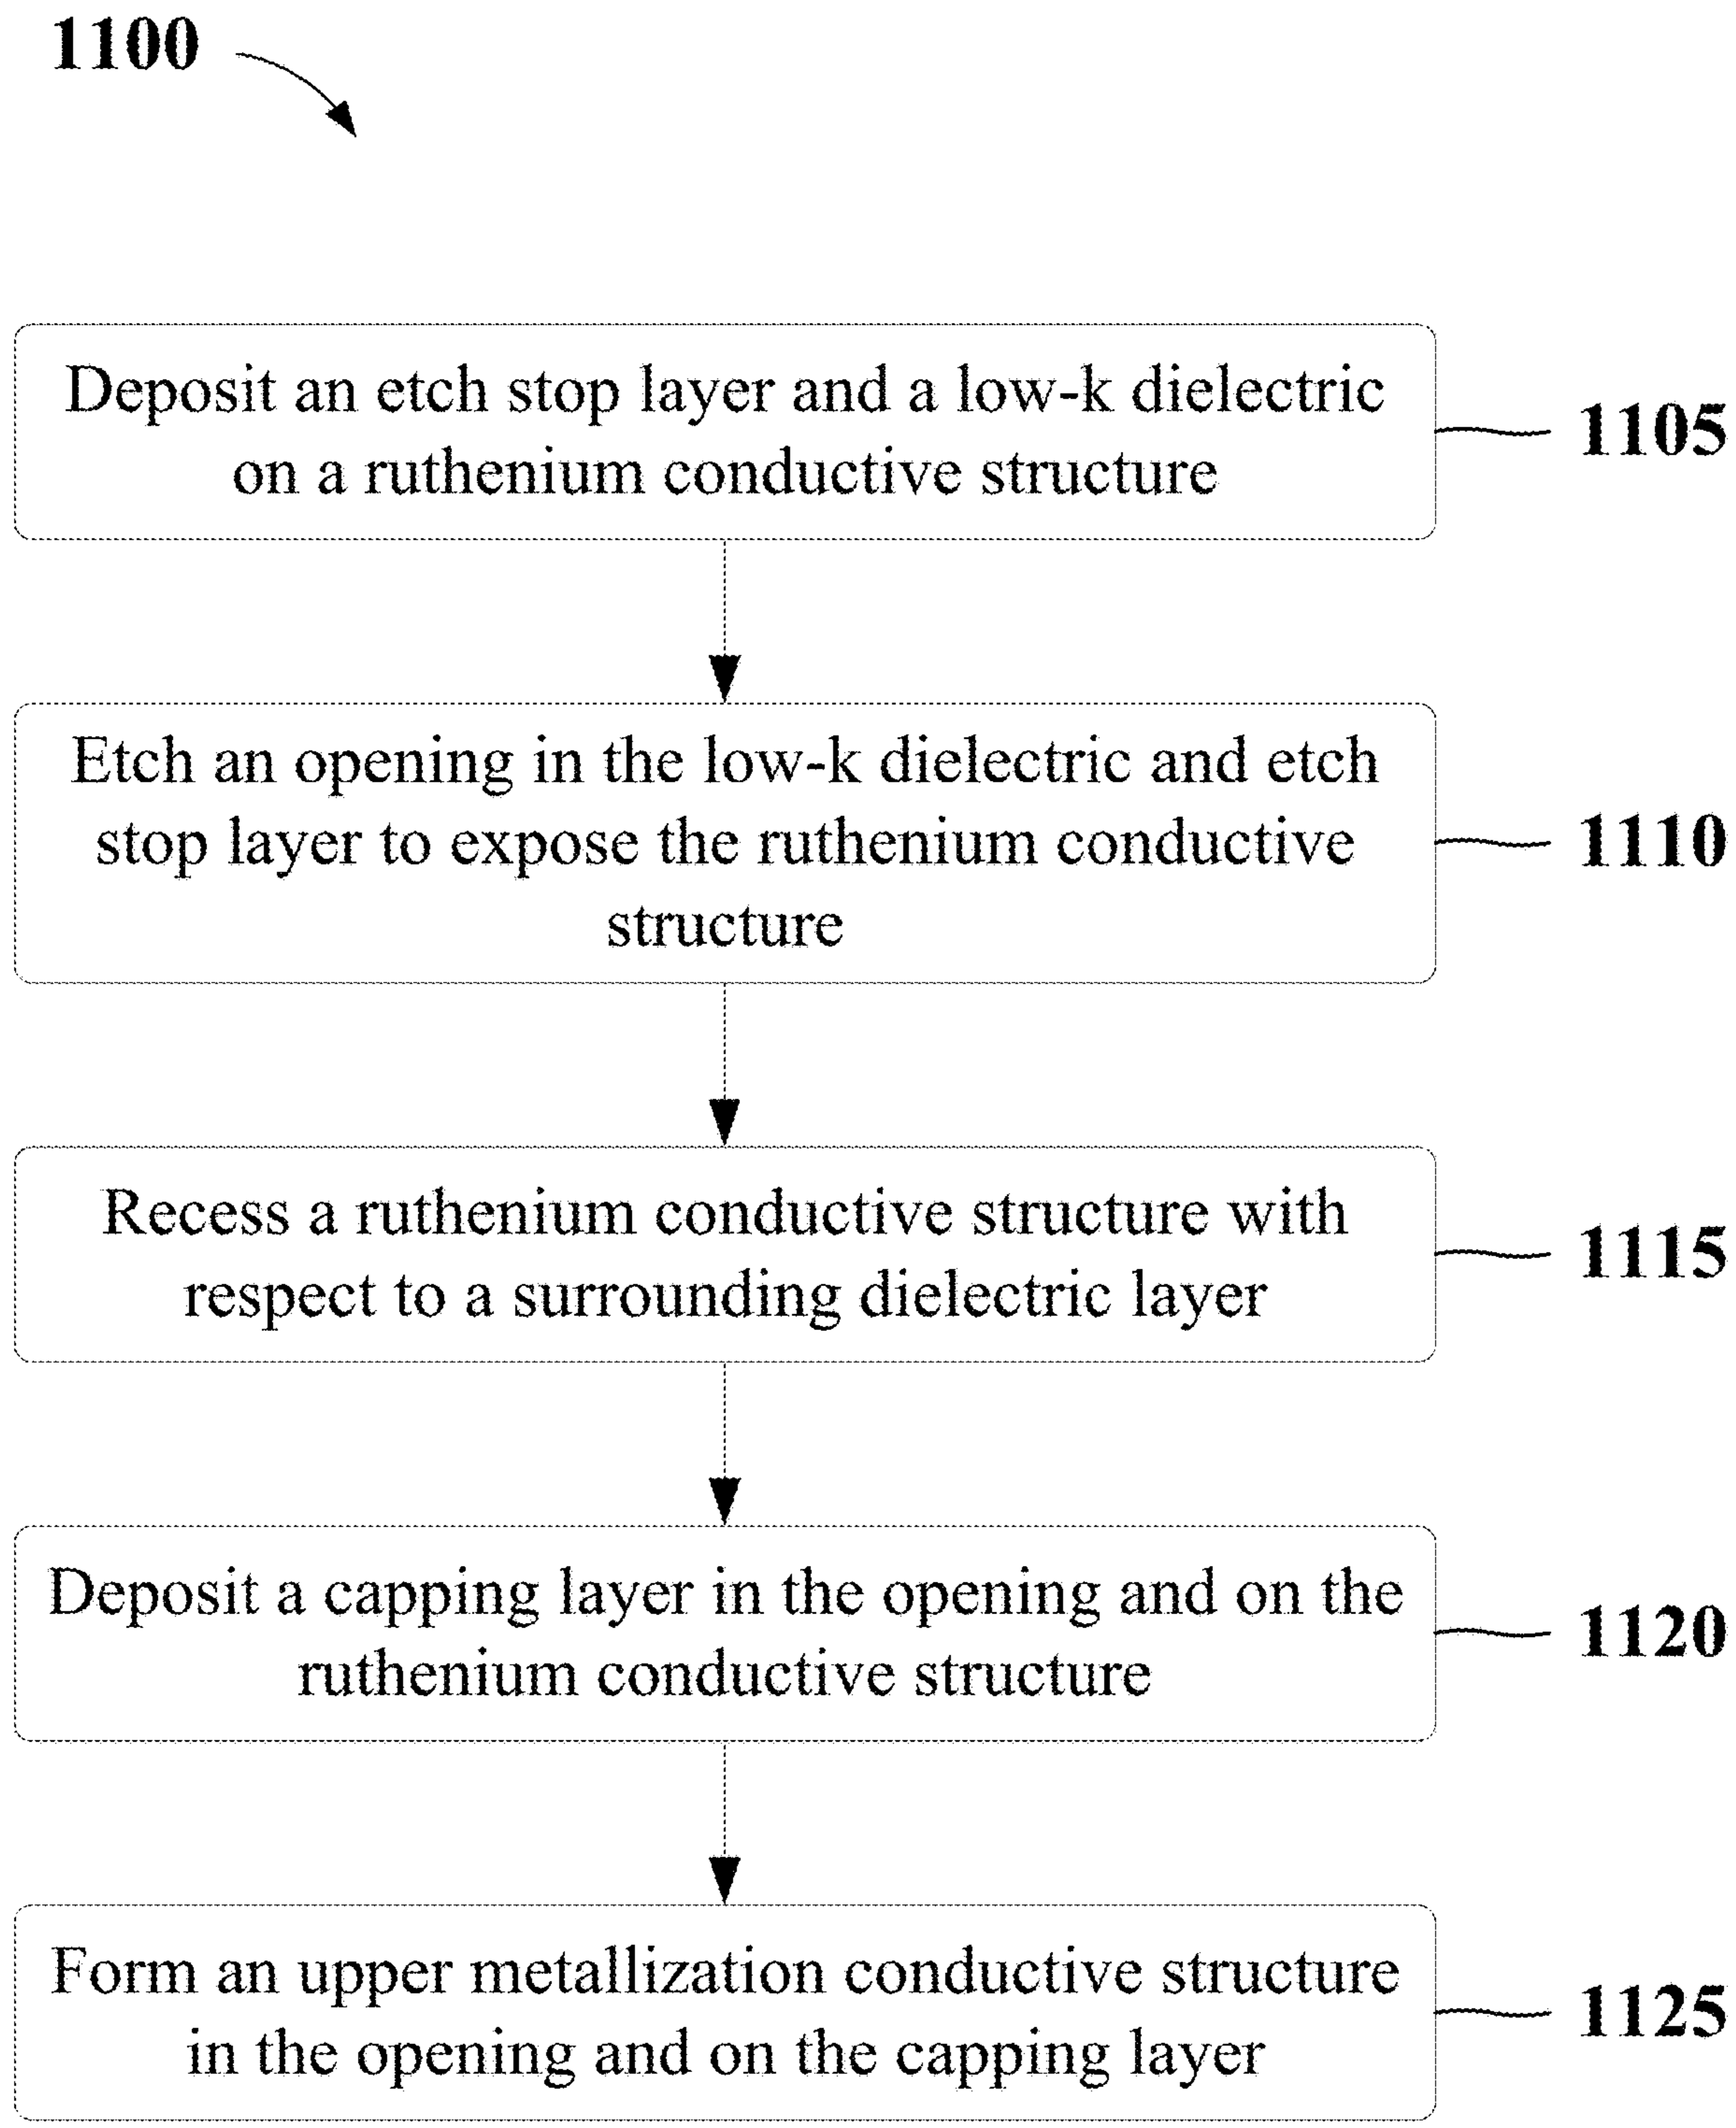 1100
Deposit an etch stop layer and a low-k dielectric
on a ruthenium conductive structure
1105
Etch an opening in the low-k dielectric and etch
stop layer to expose the ruthenium conductive
structure
1110
Recess a ruthenium conductive structure with
respect to a surrounding dielectric layer
1115
Deposit a capping layer in the opening and on the
ruthenium conductive structure
1120
Form an upper metallization conductive structure
in the opening and on the capping layer
1125